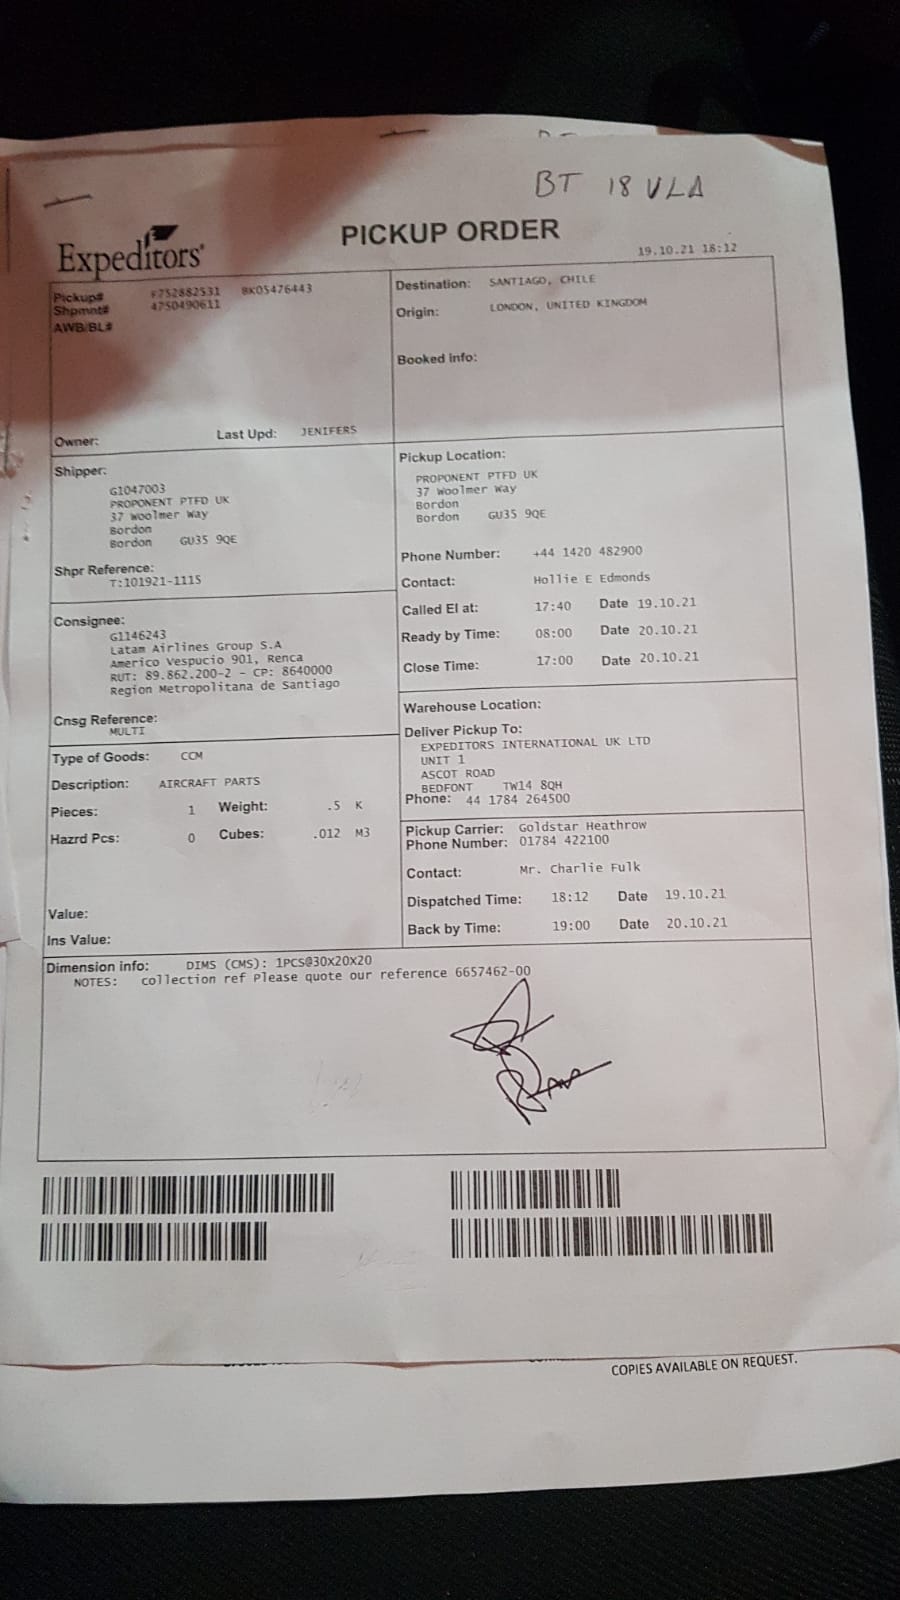 BT 18 VLA
Expeditors
PICKUP ORDER
19.10.21 18:12
Pickup# F752882531 8K05476443
Shpmnt# 4750490611
AWB/BL#
Owner: Last Upd: JENIFERS
Destination: SANTIAGO, CHILE
Origin: LONDON, UNITED KINGDOM
Booked info:
Shipper:
G1047003
PROPONENT PTFD UK
37 Woolmer Way
Bordon
Bordon GU35 9QE
Shpr Reference:
T:101921-111S
Pickup Location:
PROPONENT PTFD UK
37 Woolmer Way
Bordon
Bordon GU35 9QE
Phone Number: +44 1420 482900
Contact: Hollie E Edmonds
Called EI at: 17:40 Date 19.10.21
Ready by Time: 08:00 Date 20.10.21
Close Time: 17:00 Date 20.10.21
Consignee:
G1146243
Latam Airlines Group S.A
Americo Vespucio 901, Renca
RUT: 89.862.200-2 - CP: 8640000
Region Metropolitana de Santiago
Cnsg Reference:
MULTI
Warehouse Location:
Deliver Pickup To:
EXPEDITORS INTERNATIONAL UK LTD
UNIT 1
ASCOT ROAD
BEDFONT TW14 8QH
Phone: 44 1784 264500
Type of Goods: CCM
Description: AIRCRAFT PARTS
Pieces: 1 Weight: .5 K
Hazrd Pcs: 0 Cubes: .012 M3
Value:
Ins Value:
Pickup Carrier: Goldstar Heathrow
Phone Number: 01784 422100
Contact: Mr. Charlie Fulk
Dispatched Time: 18:12 Date 19.10.21
Back by Time: 19:00 Date 20.10.21
Dimension info: DIMS (CMS): 1PCS@30X20X20
NOTES: collection ref Please quote our reference 6657462-00
COPIES AVAILABLE ON REQUEST.